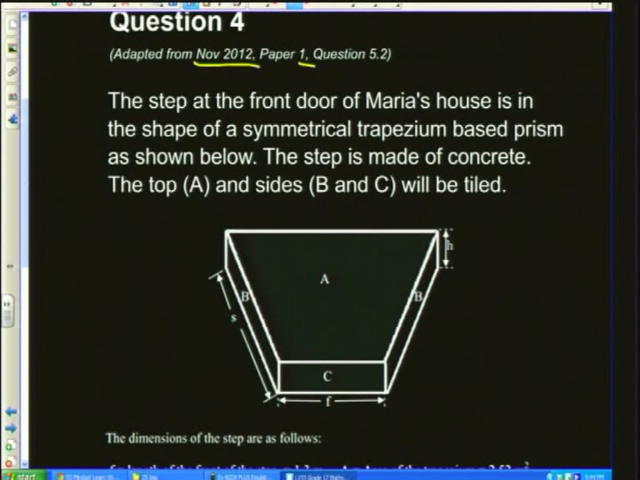 Question 4
(Adapted from Nov 2012, Paper 1, Question 5.2)
The step at the front door of Maria's house is in
the shape of a symmetrical trapezium based prism
as shown below. The step is made of concrete.
The top (A) and sides (B and C) will be tiled.
h
A
B
B
s
C
f
The dimensions of the step are as follows:
start